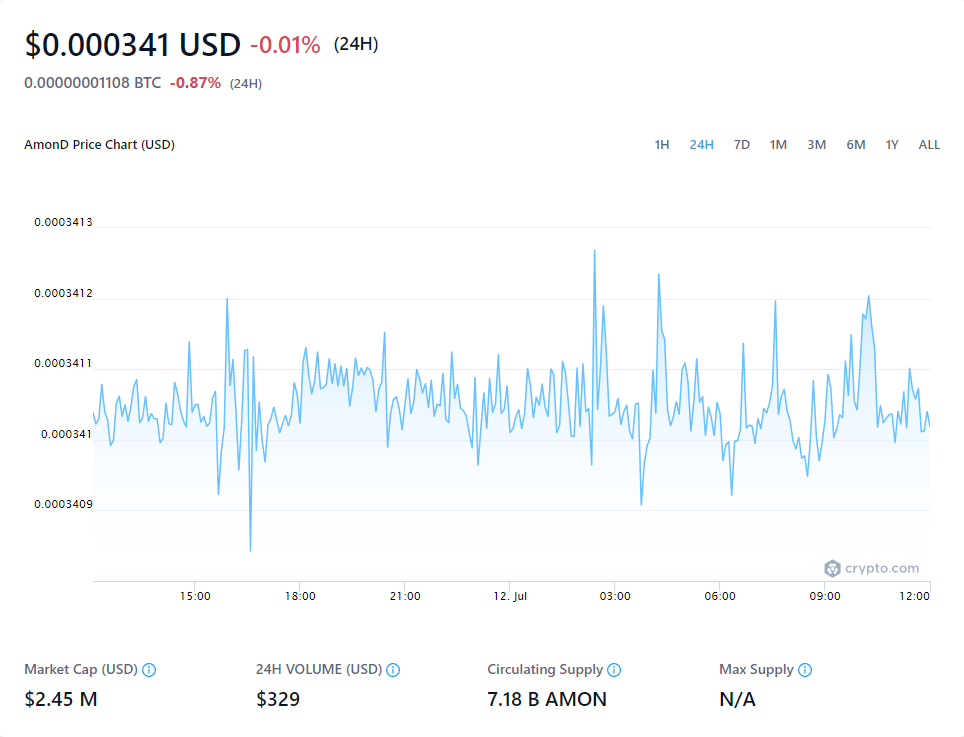 $0.000341 USD -0.01% (24H)
0.00000001108 BTC -0.87% (24H)
AmonD Price Chart (USD) 1H 24H 7D 1M 3M 6M 1Y ALL
0.0003413
0.0003412
0.0003411
0.000341
0.0003409
crypto.com
15:00 18:00 21:00 12. Jul 03:00 06:00 09:00 12:00
Market Cap (USD) 24H VOLUME (USD) Circulating Supply Max Supply
$2.45 M $329 7.18 B AMON N/A